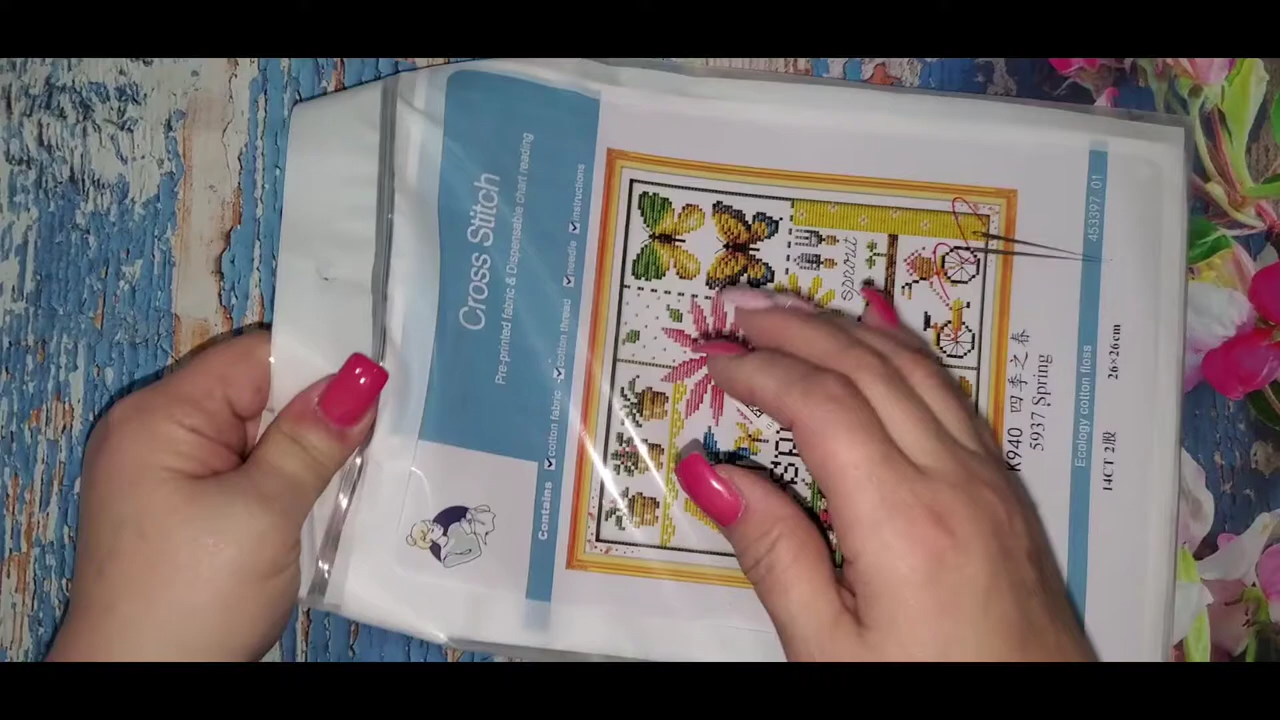 Cross Stitch
Pre-printed fabric & Dispensable chart reading
Contains ☑cotton fabric ☑cotton thread ☑needle ☑instructions
sprout
K940 四季之春
5937 Spring
Ecology cotton floss 453397 01
14CT 2股 26×26cm